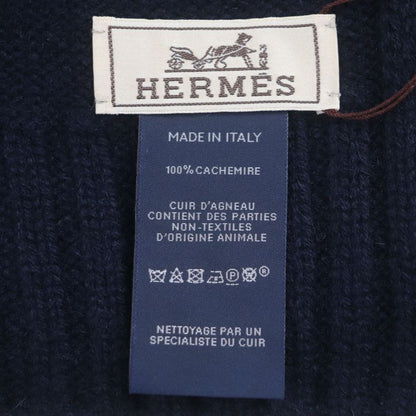 HERMÈS
MADE IN ITALY
100% CACHEMIRE
CUIR D'AGNEAU
CONTIENT DES PARTIES
NON-TEXTILES
D'ORIGINE ANIMALE
NETTOYAGE PAR UN
SPECIALISTE DU CUIR